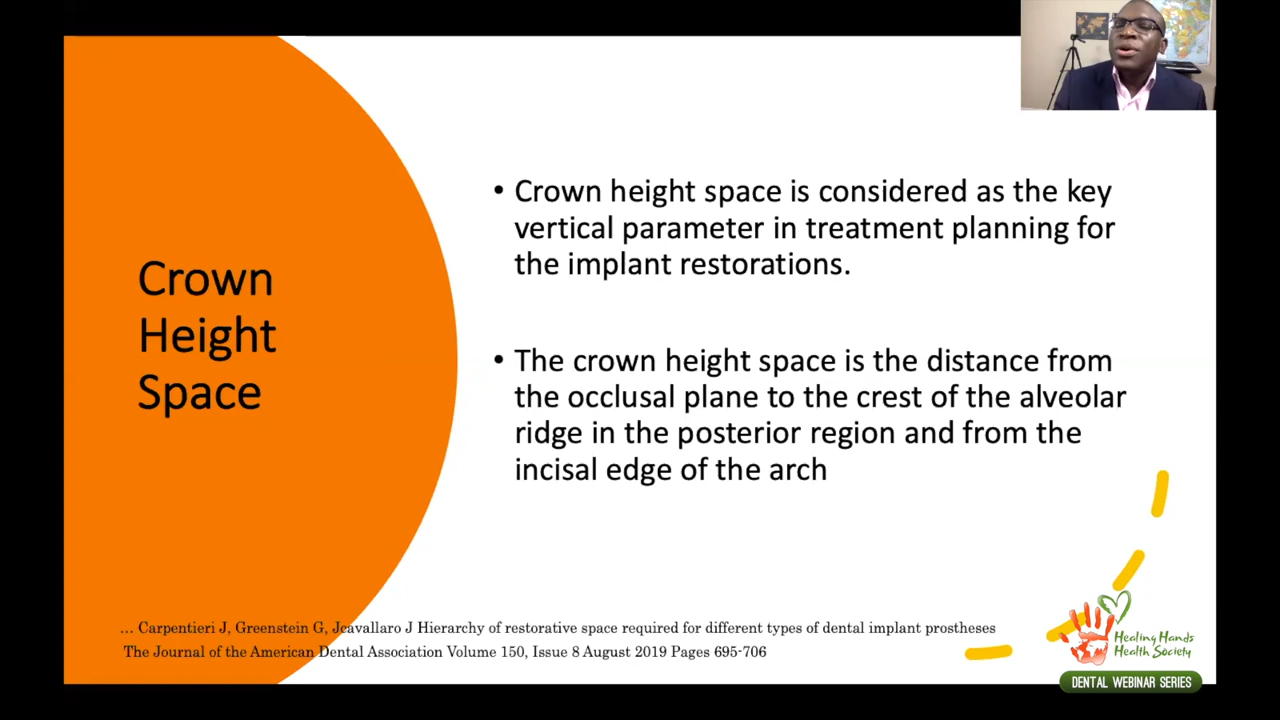 Crown
Height
Space
• Crown height space is considered as the key
vertical parameter in treatment planning for
the implant restorations.
• The crown height space is the distance from
the occlusal plane to the crest of the alveolar
ridge in the posterior region and from the
incisal edge of the arch
... Carpentieri J, Greenstein G, Jcavallaro J Hierarchy of restorative space required for different types of dental implant prostheses
The Journal of the American Dental Association Volume 150, Issue 8 August 2019 Pages 695-706
Healing Hands
Health Society
DENTAL WEBINAR SERIES